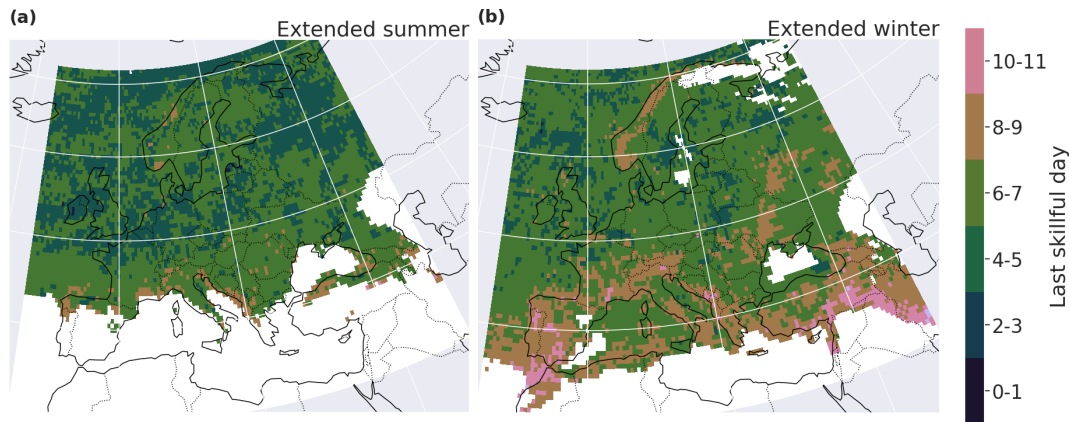 (a)
Extended summer
(b)
Extended winter
10-11
8-9
6-7
4-5
2-3
0-1
Last skillful day